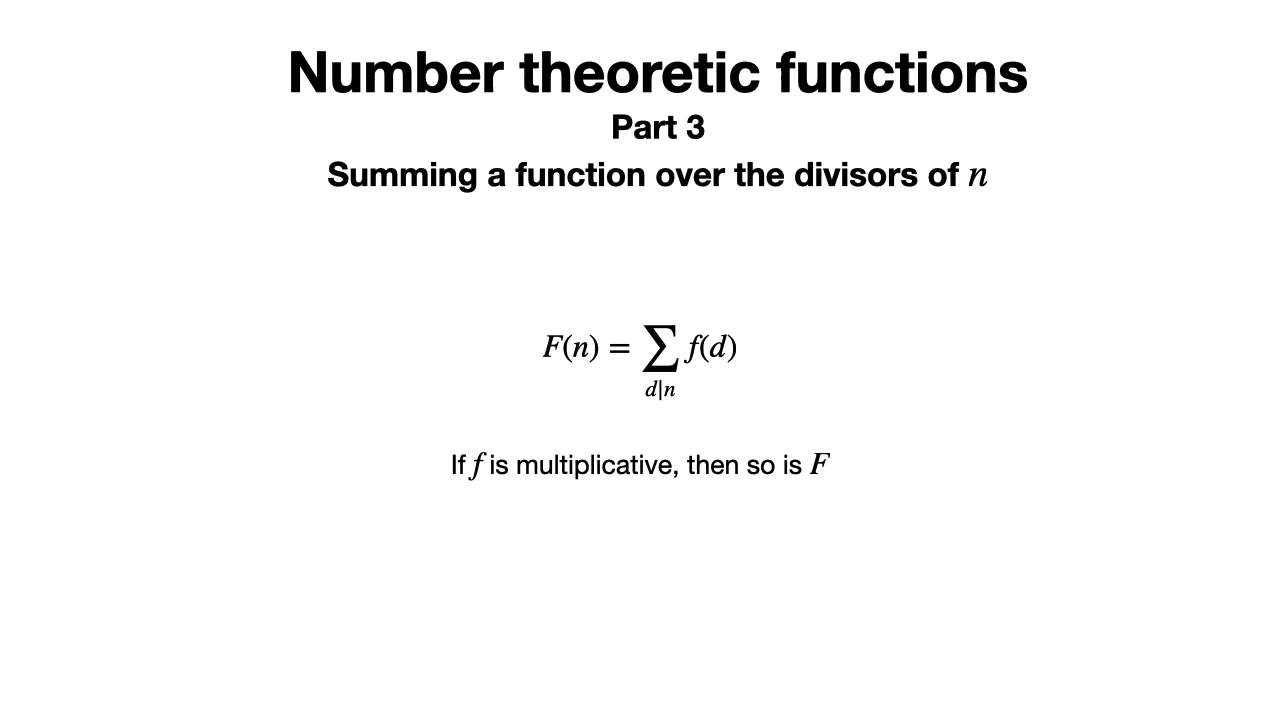 Number theoretic functions
Part 3
Summing a function over the divisors of n
F(n) = ∑ f(d)
d|n
If f is multiplicative, then so is F